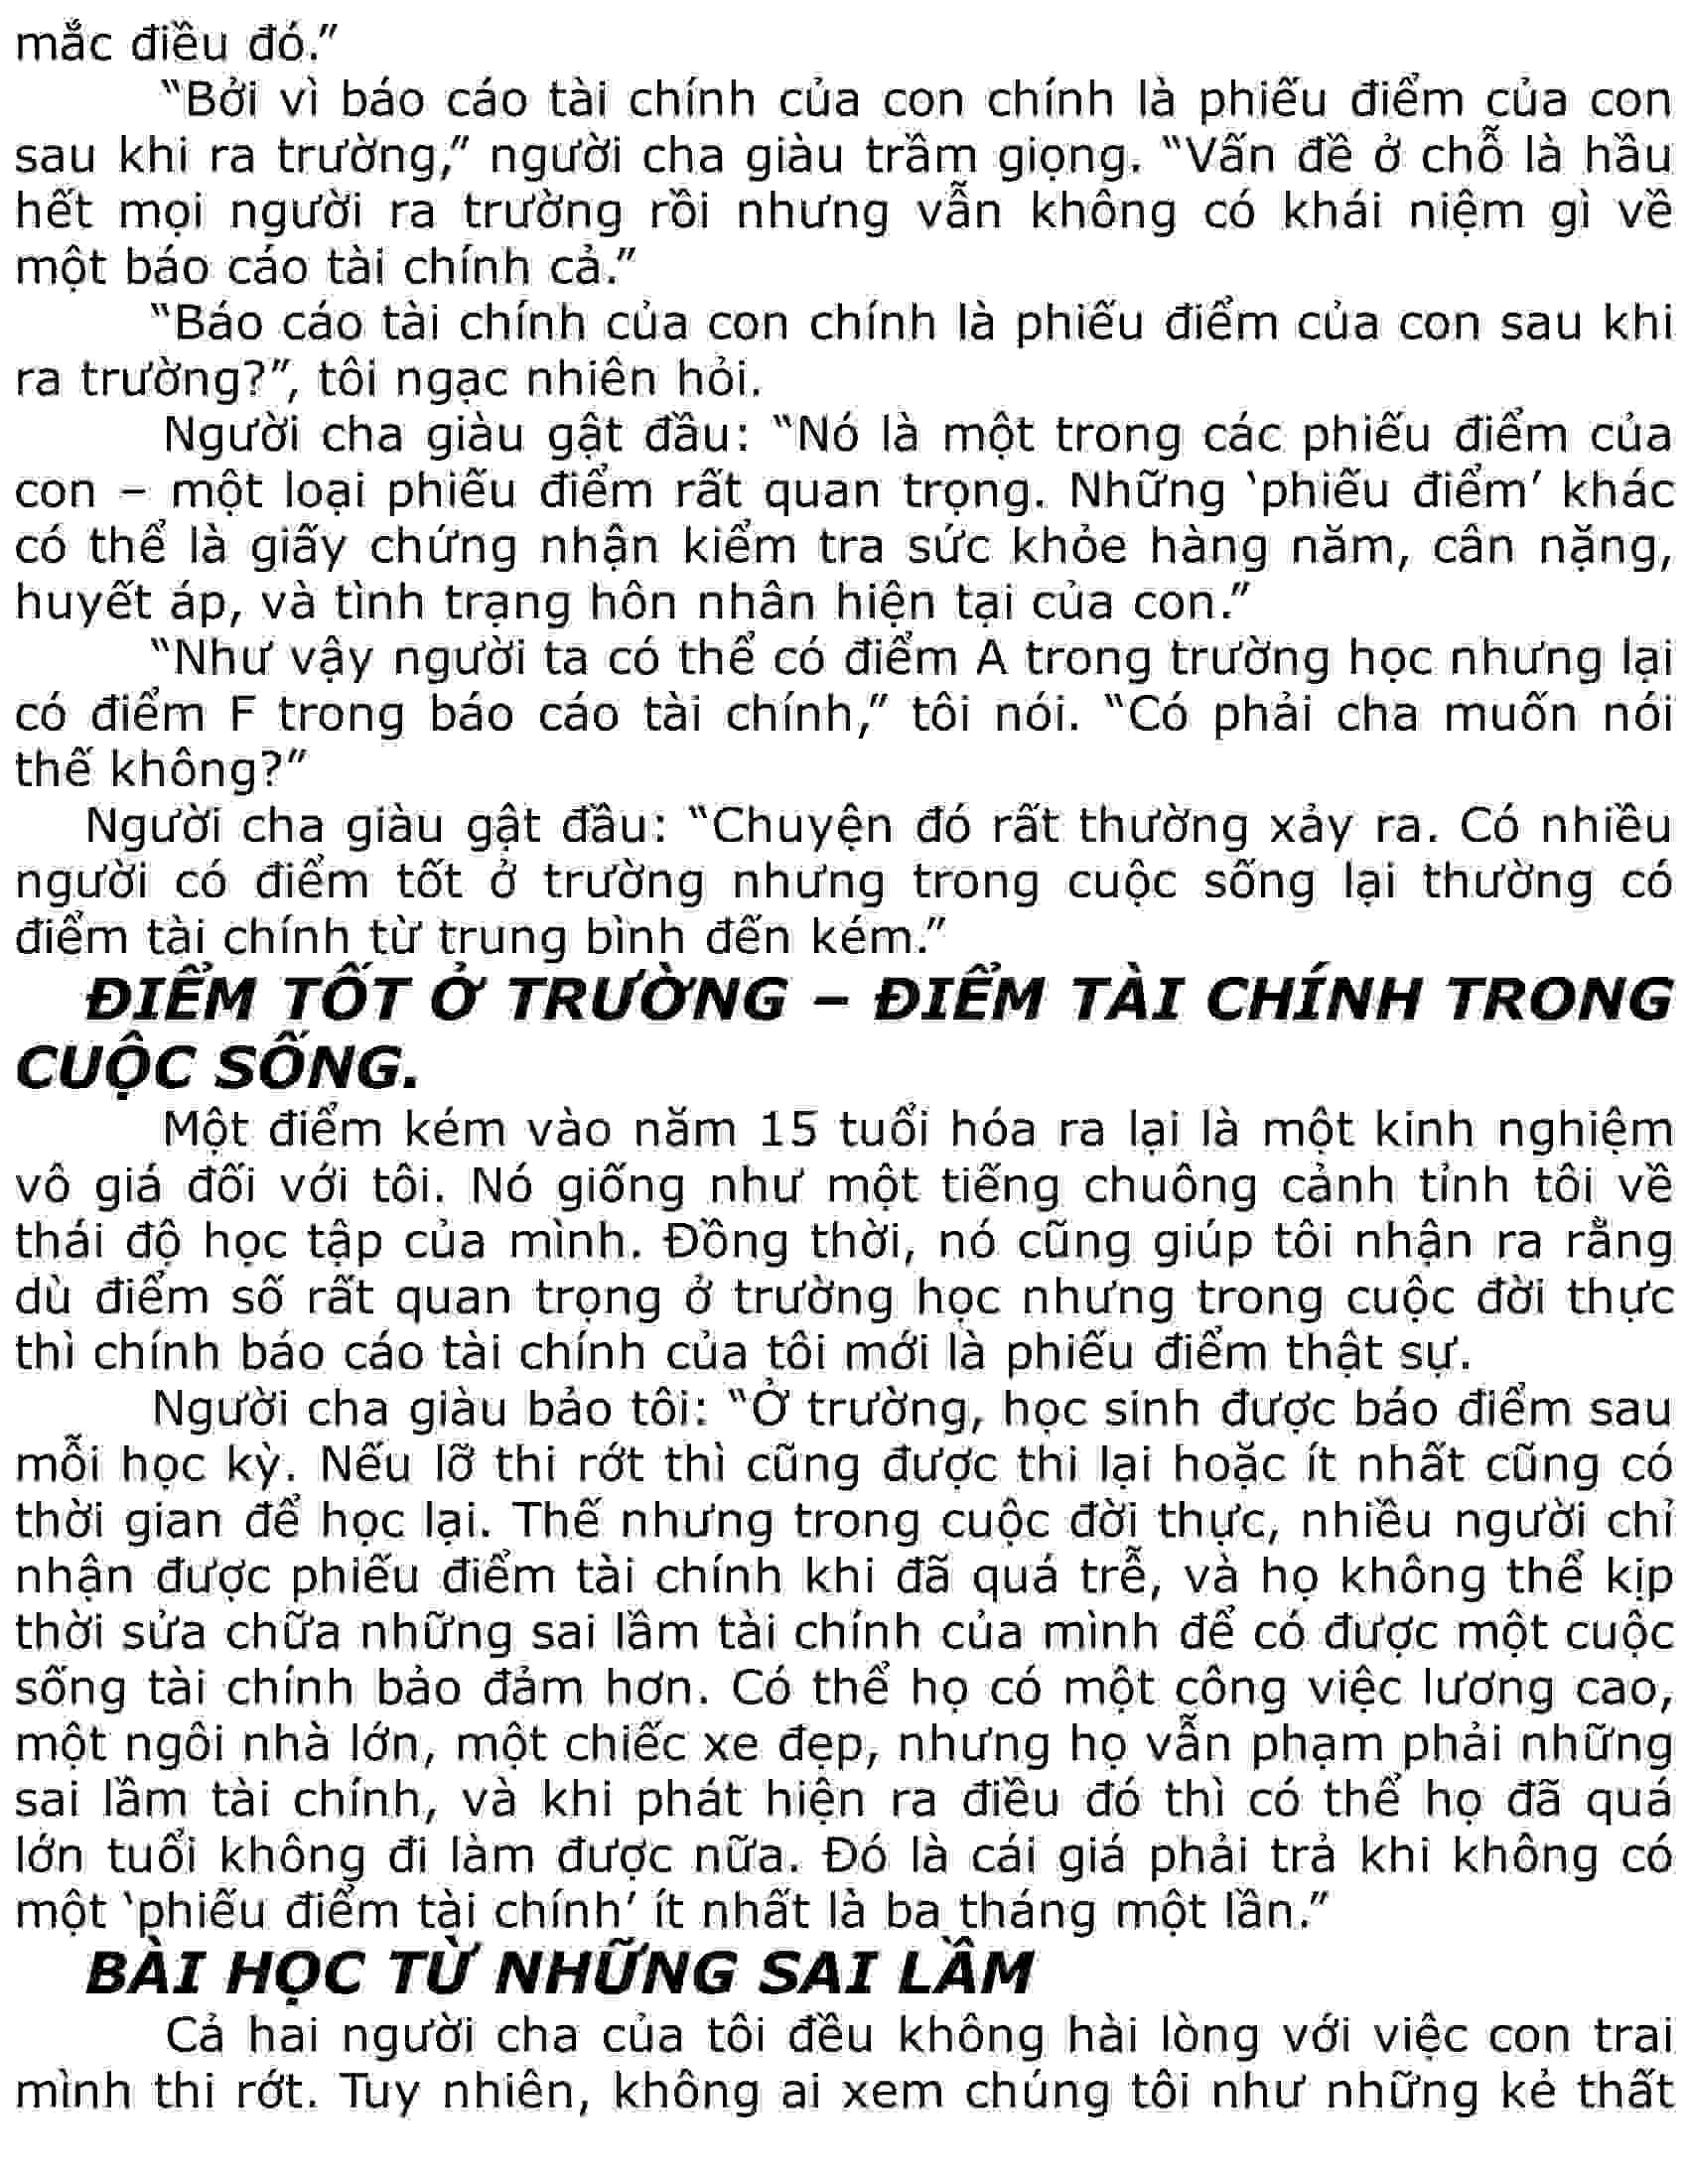 mắc điều đó.”
“Bởi vì báo cáo tài chính của con chính là phiếu điểm của con
sau khi ra trường,” người cha giàu trầm giọng. “Vấn đề ở chỗ là hầu
hết mọi người ra trường rồi nhưng vẫn không có khái niệm gì về
một báo cáo tài chính cả.”
“Báo cáo tài chính của con chính là phiếu điểm của con sau khi
ra trường?”, tôi ngạc nhiên hỏi.
Người cha giàu gật đầu: “Nó là một trong các phiếu điểm của
con – một loại phiếu điểm rất quan trọng. Những ‘phiếu điểm’ khác
có thể là giấy chứng nhận kiểm tra sức khỏe hàng năm, cân nặng,
huyết áp, và tình trạng hôn nhân hiện tại của con.”
“Như vậy người ta có thể có điểm A trong trường học nhưng lại
có điểm F trong báo cáo tài chính,” tôi nói. “Có phải cha muốn nói
thế không?”
Người cha giàu gật đầu: “Chuyện đó rất thường xảy ra. Có nhiều
người có điểm tốt ở trường nhưng trong cuộc sống lại thường có
điểm tài chính từ trung bình đến kém.”
ĐIỂM TỐT Ở TRƯỜNG – ĐIỂM TÀI CHÍNH TRONG
CUỘC SỐNG.
Một điểm kém vào năm 15 tuổi hóa ra lại là một kinh nghiệm
vô giá đối với tôi. Nó giống như một tiếng chuông cảnh tỉnh tôi về
thái độ học tập của mình. Đồng thời, nó cũng giúp tôi nhận ra rằng
dù điểm số rất quan trọng ở trường học nhưng trong cuộc đời thực
thì chính báo cáo tài chính của tôi mới là phiếu điểm thật sự.
Người cha giàu bảo tôi: “Ở trường, học sinh được báo điểm sau
mỗi học kỳ. Nếu lỡ thi rớt thì cũng được thi lại hoặc ít nhất cũng có
thời gian để học lại. Thế nhưng trong cuộc đời thực, nhiều người chỉ
nhận được phiếu điểm tài chính khi đã quá trễ, và họ không thể kịp
thời sửa chữa những sai lầm tài chính của mình để có được một cuộc
sống tài chính bảo đảm hơn. Có thể họ có một công việc lương cao,
một ngôi nhà lớn, một chiếc xe đẹp, nhưng họ vẫn phạm phải những
sai lầm tài chính, và khi phát hiện ra điều đó thì có thể họ đã quá
lớn tuổi không đi làm được nữa. Đó là cái giá phải trả khi không có
một ‘phiếu điểm tài chính’ ít nhất là ba tháng một lần.”
BÀI HỌC TỪ NHỮNG SAI LẦM
Cả hai người cha của tôi đều không hài lòng với việc con trai
mình thi rớt. Tuy nhiên, không ai xem chúng tôi như những kẻ thất